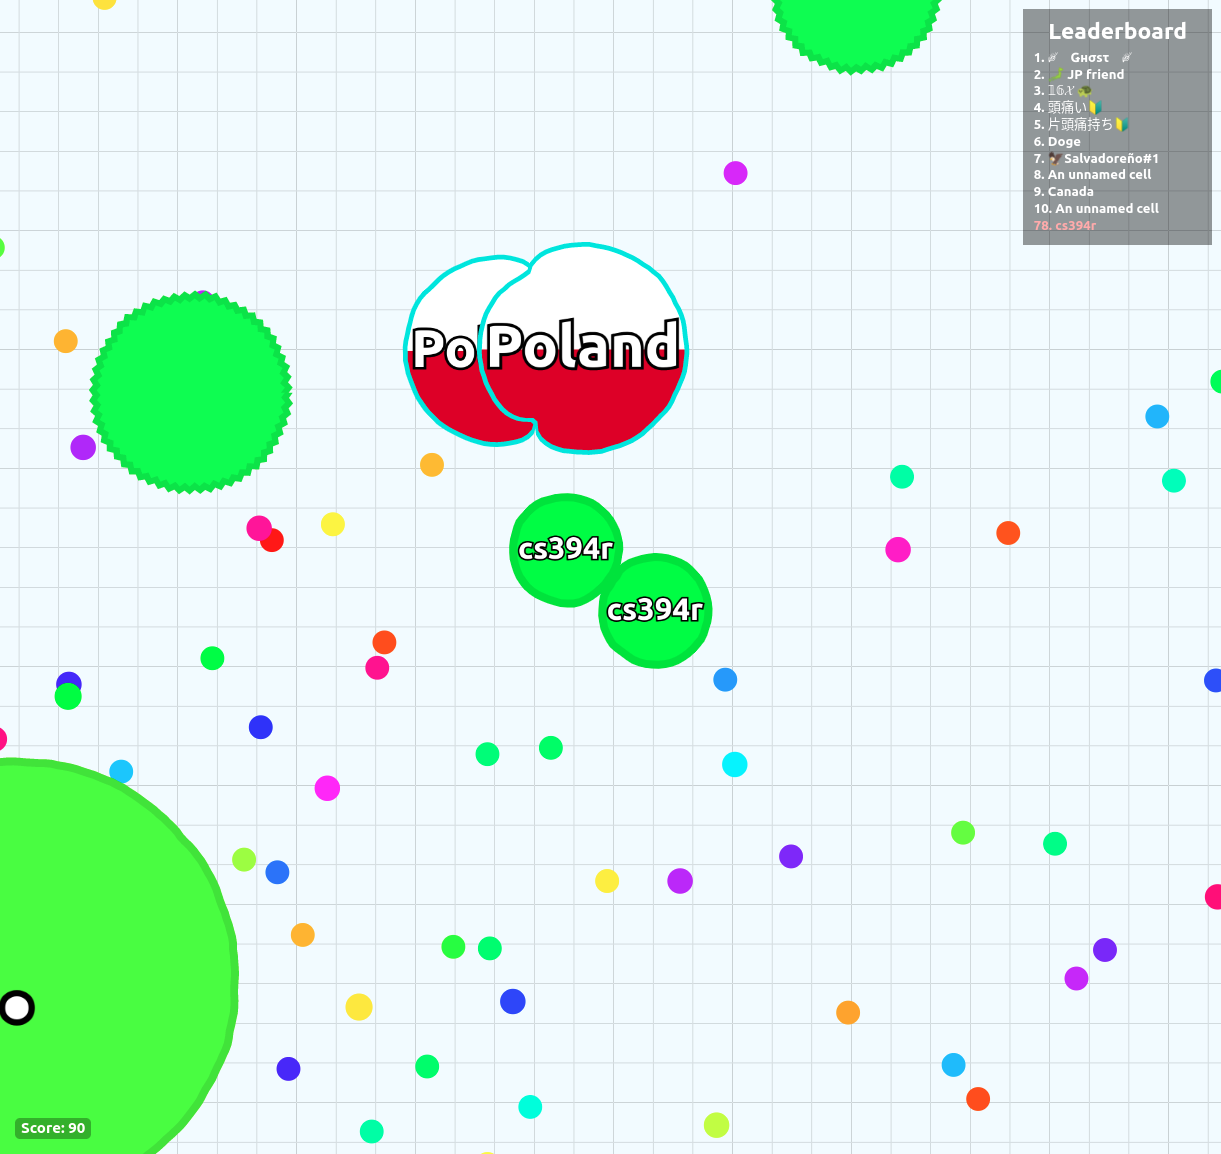 Leaderboard
1. ☄ Gʜσsτ ☄
2. JP friend
3. 𝟙𝟞.𝓧 🐢
4. 頭痛い🔰
5. 片頭痛持ち🔰
6. Doge
7. 🦅Salvadoreño#1
8. An unnamed cell
9. Canada
10. An unnamed cell
78. cs394r
Po
Poland
cs394r
cs394r
Score: 90